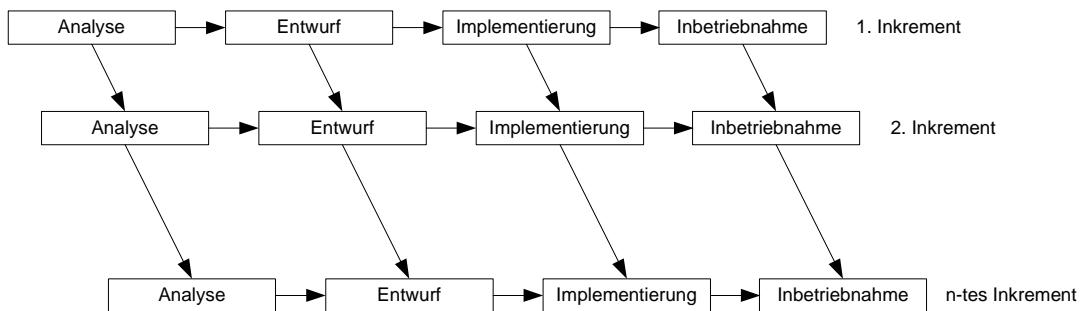 Analyse Entwurf Implementierung Inbetriebnahme 1. Inkrement
Analyse Entwurf Implementierung Inbetriebnahme 2. Inkrement
Analyse Entwurf Implementierung Inbetriebnahme n-tes Inkrement